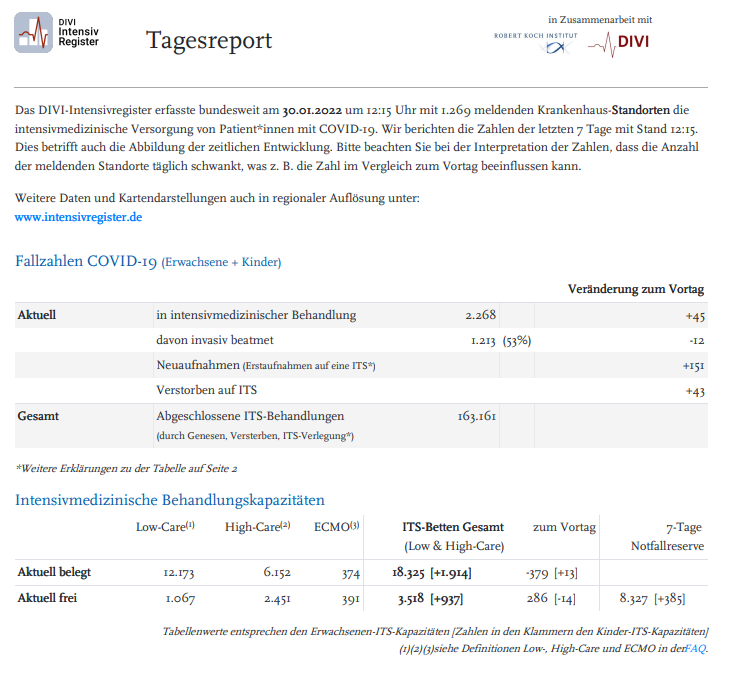 DIVI
Intensiv
Register
Tagesreport
in Zusammenarbeit mit
ROBERT KOCH INSTITUT
DIVI
Das DIVI-Intensivregister erfasste bundesweit am 30.01.2022 um 12:15 Uhr mit 1.269 meldenden Krankenhaus-Standorten die
intensivmedizinische Versorgung von Patient*innen mit COVID-19. Wir berichten die Zahlen der letzten 7 Tage mit Stand 12:15.
Dies betrifft auch die Abbildung der zeitlichen Entwicklung. Bitte beachten Sie bei der Interpretation der Zahlen, dass die Anzahl
der meldenden Standorte täglich schwankt, was z. B. die Zahl im Vergleich zum Vortag beeinflussen kann.
Weitere Daten und Kartendarstellungen auch in regionaler Auflösung unter:
www.intensivregister.de
Fallzahlen COVID-19 (Erwachsene + Kinder)
Veränderung zum Vortag
Aktuell in intensivmedizinischer Behandlung 2.268 +45
davon invasiv beatmet 1.213 (53%) -12
Neuaufnahmen (Erstaufnahmen auf eine ITS*) +151
Verstorben auf ITS +43
Gesamt Abgeschlossene ITS-Behandlungen 163.161
(durch Genesen, Versterben, ITS-Verlegung*)
*Weitere Erklärungen zu der Tabelle auf Seite 2
Intensivmedizinische Behandlungskapazitäten
Low-Care(1) High-Care(2) ECMO(3) ITS-Betten Gesamt zum Vortag 7-Tage
(Low & High-Care) Notfallreserve
Aktuell belegt 12.173 6.152 374 18.325 [+1.914] -379 [+13]
Aktuell frei 1.067 2.451 391 3.518 [+937] 286 [-14] 8.327 [+385]
Tabellenwerte entsprechen den Erwachsenen-ITS-Kapazitäten [Zahlen in den Klammern den Kinder-ITS-Kapazitäten]
(1)(2)(3)siehe Definitionen Low-, High-Care und ECMO in derFAQ.